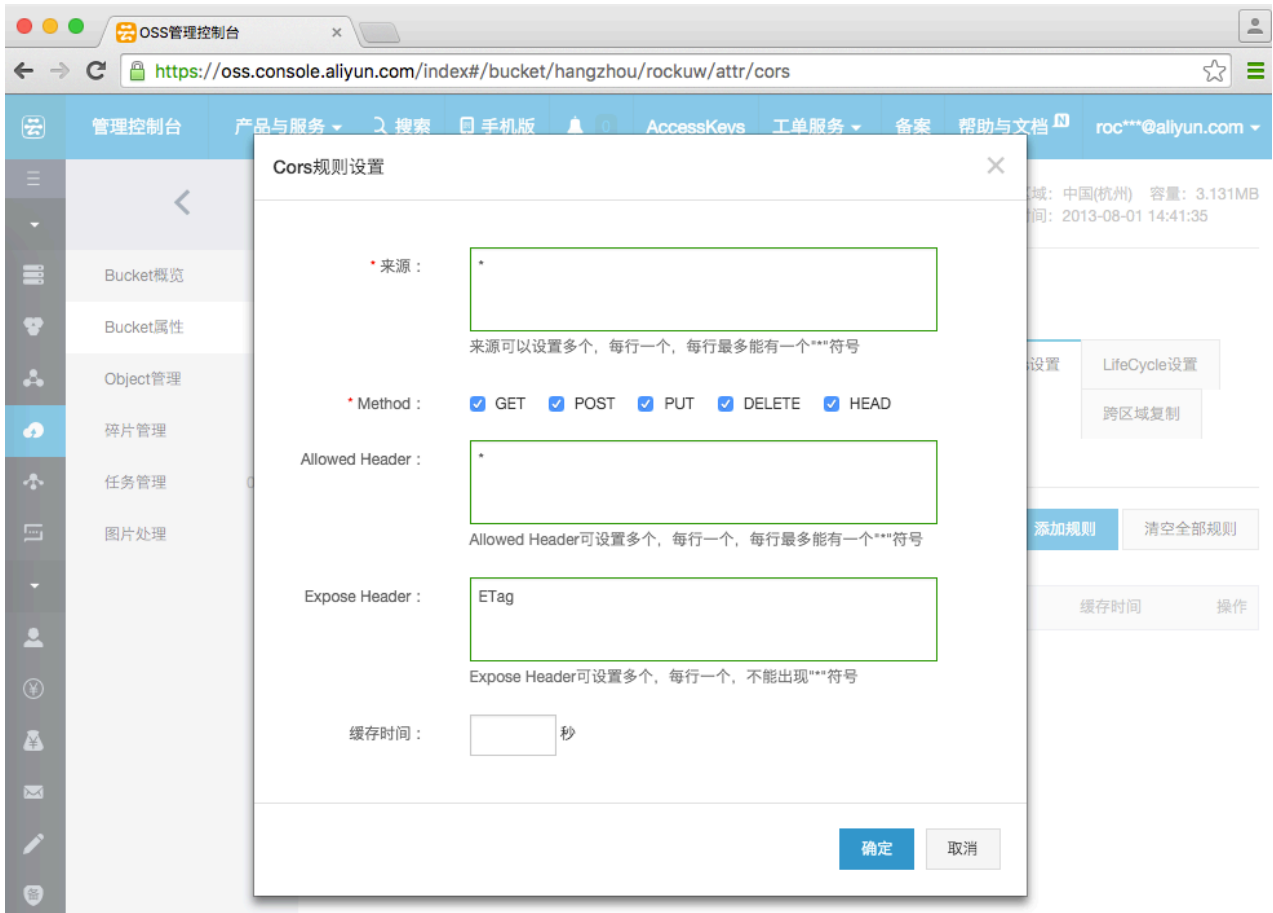 OSS管理控制台
https://oss.console.aliyun.com/index#/bucket/hangzhou/rockuw/attr/cors
管理控制台 产品与服务 搜索 手机版 0 AccessKeys 工单服务 备案 帮助与文档 N roc***@aliyun.com
Cors规则设置
区域：中国(杭州) 容量：3.131MB
时间：2013-08-01 14:41:35
Bucket概览
Bucket属性
Object管理
碎片管理
任务管理
图片处理
* 来源：
*
来源可以设置多个，每行一个，每行最多能有一个"*"符号
* Method： GET POST PUT DELETE HEAD
Allowed Header：
*
Allowed Header可设置多个，每行一个，每行最多能有一个"*"符号
Expose Header：
ETag
Expose Header可设置多个，每行一个，不能出现"*"符号
缓存时间： 秒
确定 取消
设置 LifeCycle设置
跨区域复制
添加规则 清空全部规则
缓存时间 操作
备